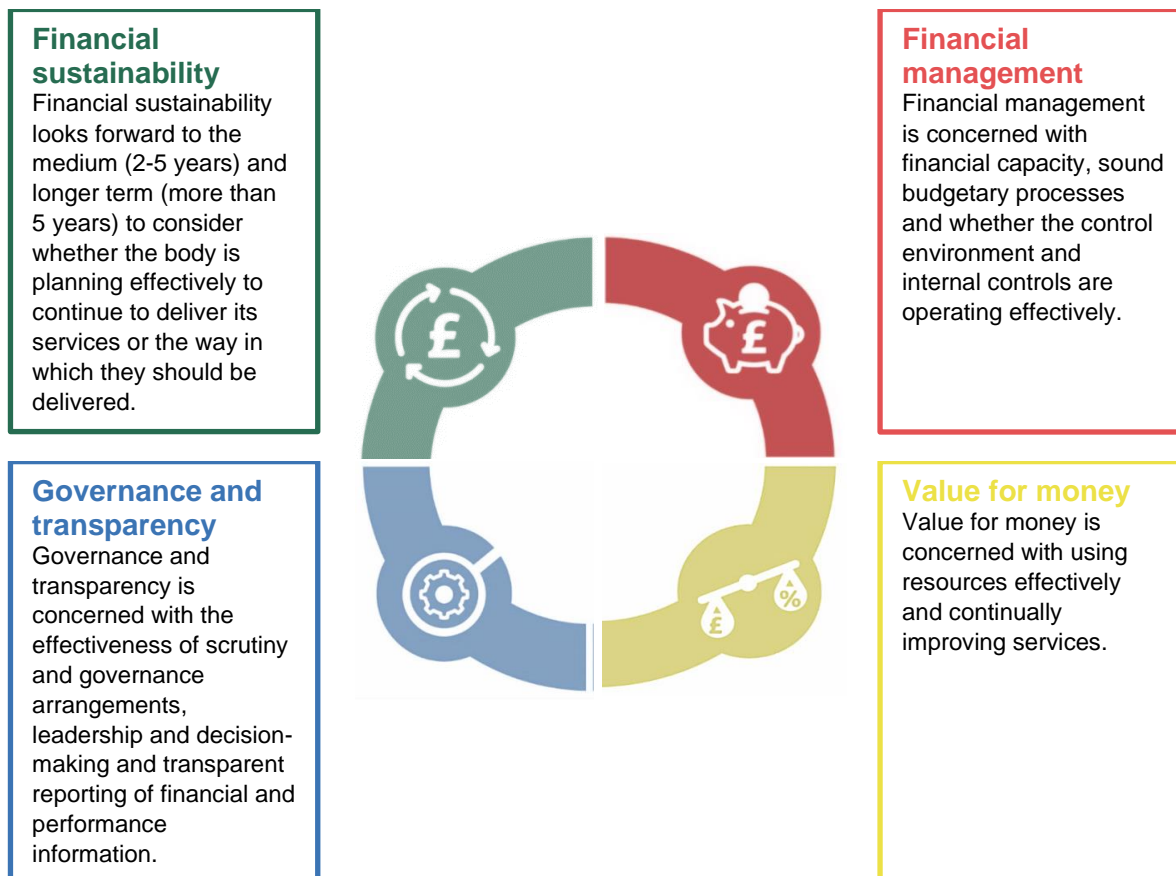 Financial
sustainability
Financial sustainability
looks forward to the
medium (2-5 years) and
longer term (more than
5 years) to consider
whether the body is
planning effectively to
continue to deliver its
services or the way in
which they should be
delivered.
Financial
management
Financial management
is concerned with
financial capacity, sound
budgetary processes
and whether the control
environment and
internal controls are
operating effectively.
£
£
Governance and
transparency
Governance and
transparency is
concerned with the
effectiveness of scrutiny
and governance
arrangements,
leadership and decision-
making and transparent
reporting of financial and
performance
information.
Value for money
Value for money is
concerned with using
resources effectively
and continually
improving services.
%
£